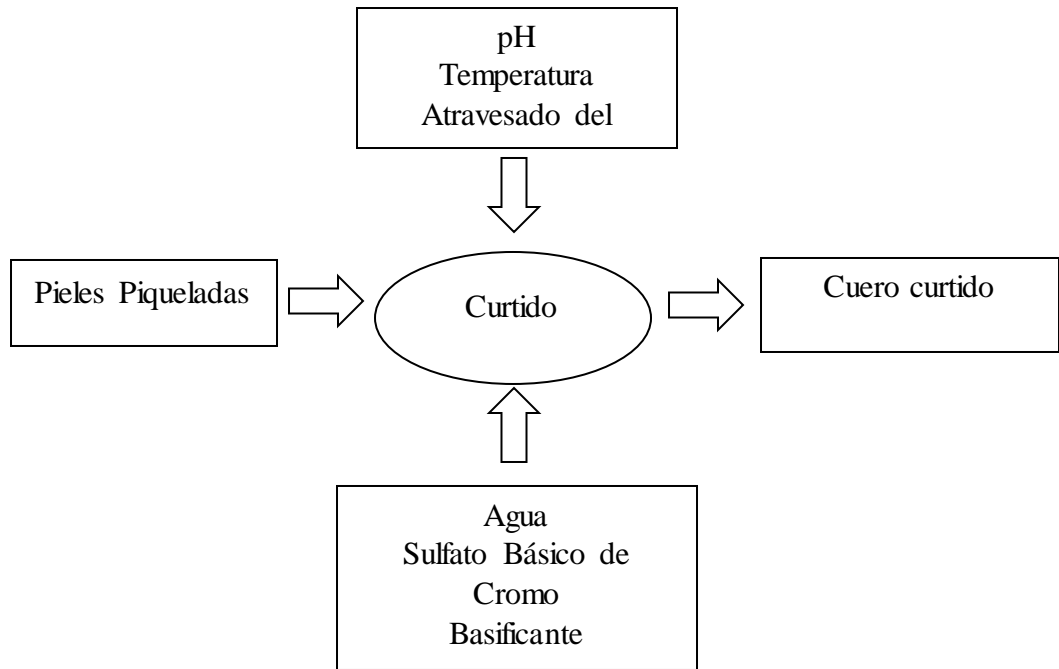 pH
Temperatura
Atravesado del
Pieles Piqueladas
Curtido
Cuero curtido
Agua
Sulfato Básico de
Cromo
Basificante